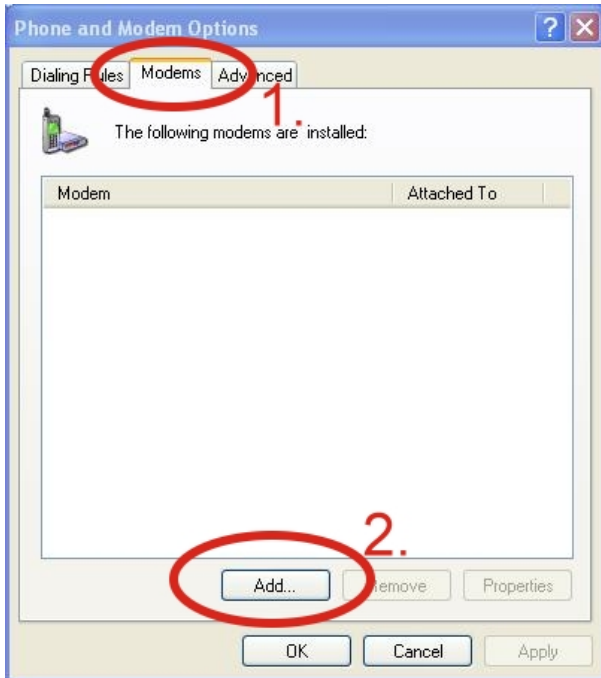 Phone and Modem Options
Dialing Rules Modems Advanced
1.
The following modems are installed:
Modem Attached To
2.
Add... Remove Properties
OK Cancel Apply